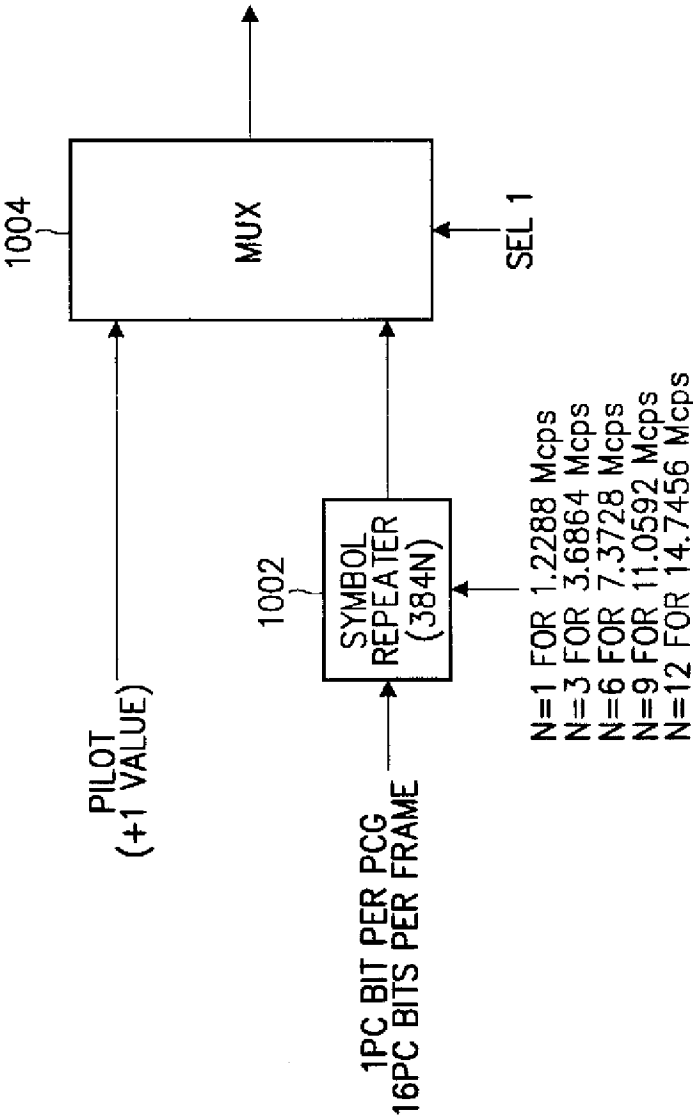 PILOT
(+1 VALUE)
1004
MUX
SEL 1
1PC BIT PER PCG
16PC BITS PER FRAME
1002
SYMBOL
REPEATER
(384N)
N=1 FOR 1.2288 Mcps
N=3 FOR 3.6864 Mcps
N=6 FOR 7.3728 Mcps
N=9 FOR 11.0592 Mcps
N=12 FOR 14.7456 Mcps